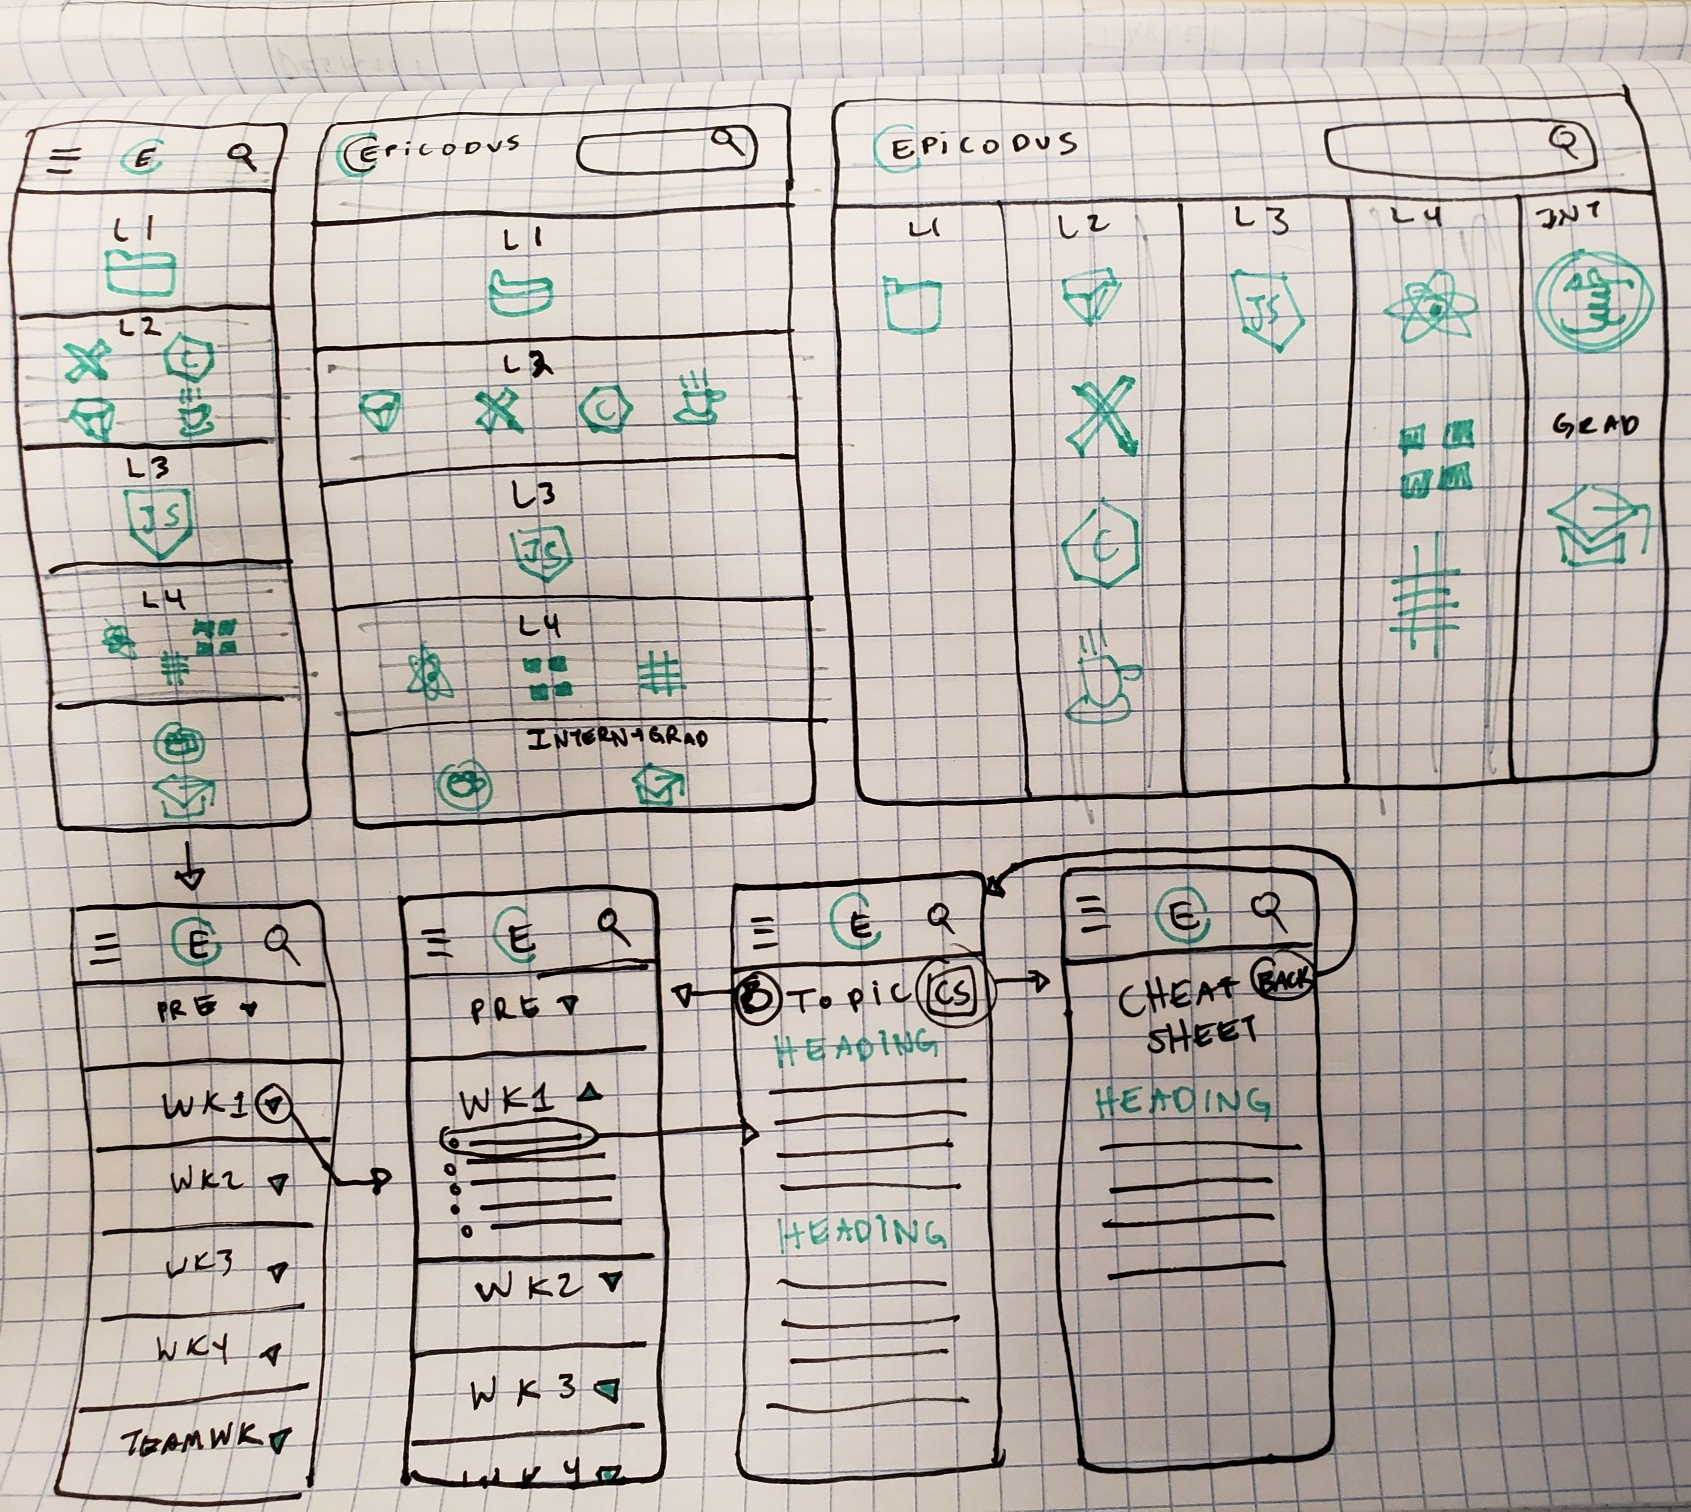 E
L1
L2
C
L3
JS
L4
EPICODUS
L1
L2
C
L3
JS
L4
INTERN + GRAD
EPICODUS
L1
L2
L3
L4
INT
JS
GRAD
C
E
PRE
WK1
WK2
WK3
WK4
TEAMWK
E
PRE
WK1
WK2
WK3
WK4
E
B TOPIC CS
HEADING
HEADING
E
CHEAT BACK
SHEET
HEADING